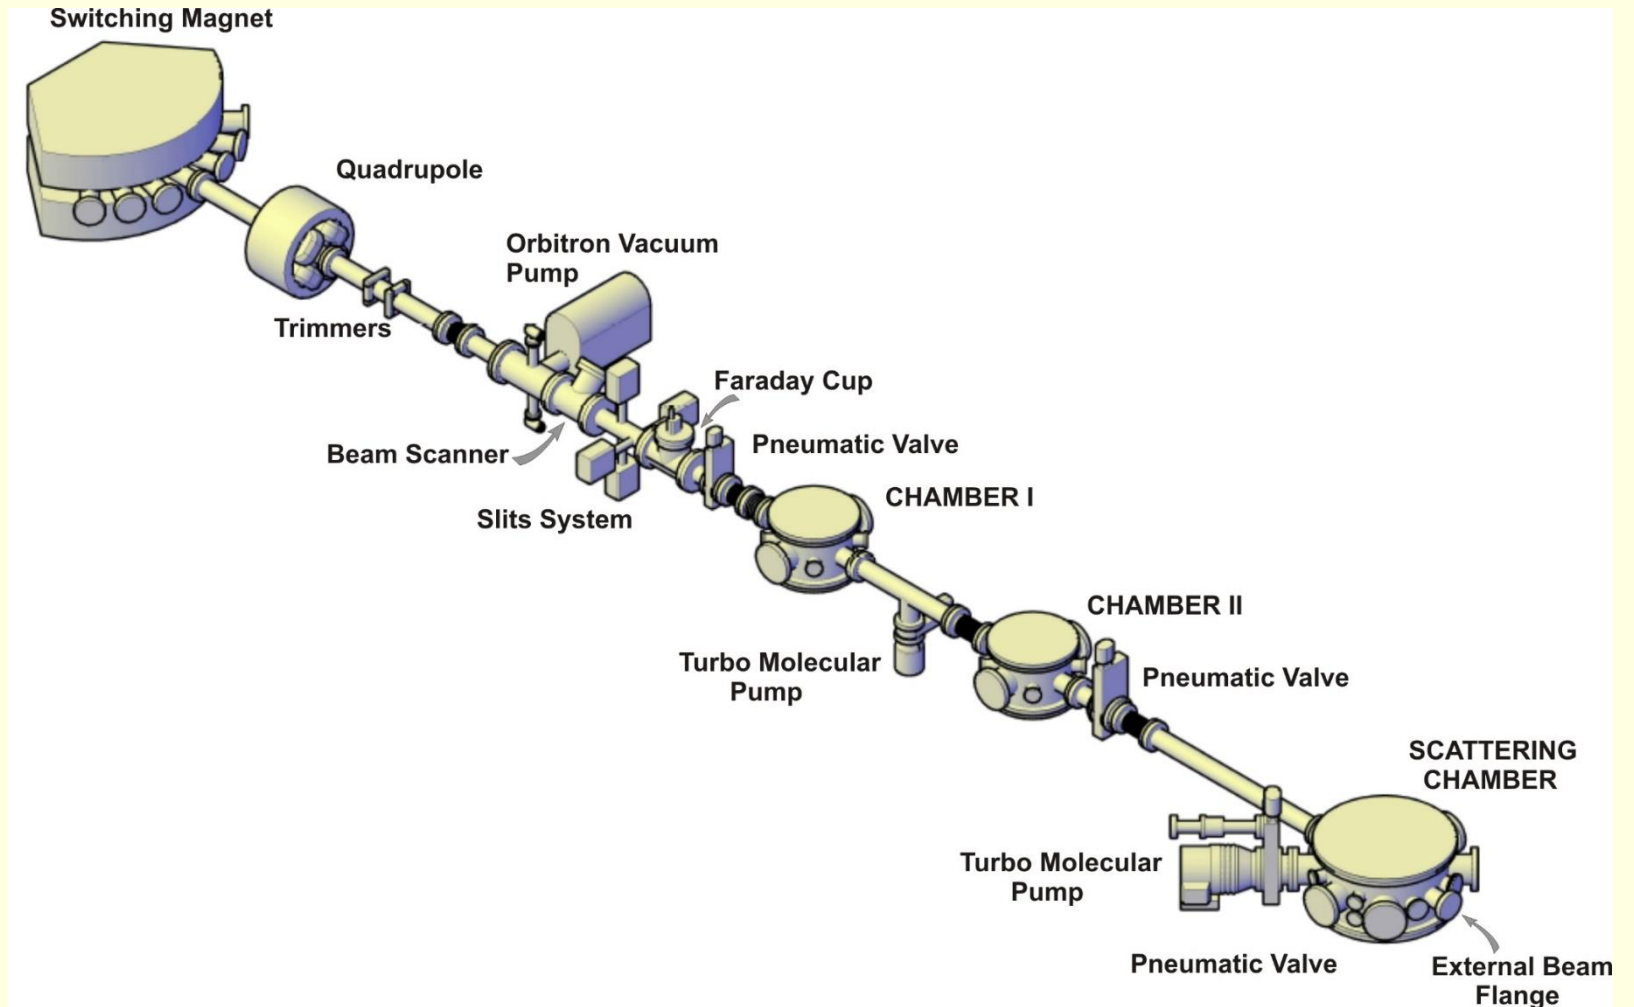 Switching Magnet
Quadrupole
Orbitron Vacuum
Pump
Trimmers
Faraday Cup
Beam Scanner
Pneumatic Valve
CHAMBER I
Slits System
CHAMBER II
Turbo Molecular
Pump
Pneumatic Valve
SCATTERING
CHAMBER
Turbo Molecular
Pump
Pneumatic Valve
External Beam
Flange